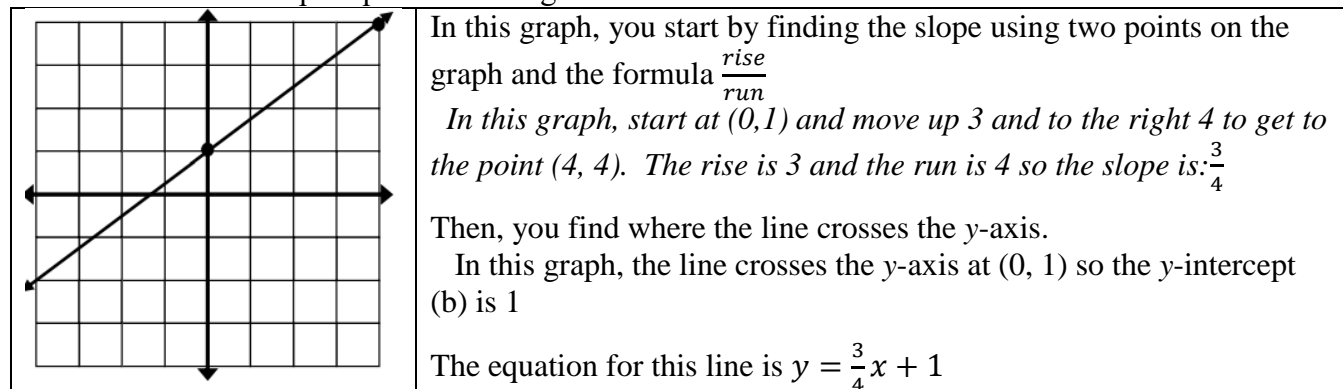 In this graph, you start by finding the slope using two points on the
graph and the formula rise/run
In this graph, start at (0,1) and move up 3 and to the right 4 to get to
the point (4, 4).  The rise is 3 and the run is 4 so the slope is:3/4
Then, you find where the line crosses the y-axis.
In this graph, the line crosses the y-axis at (0, 1) so the y-intercept
(b) is 1
The equation for this line is y = 3/4x + 1